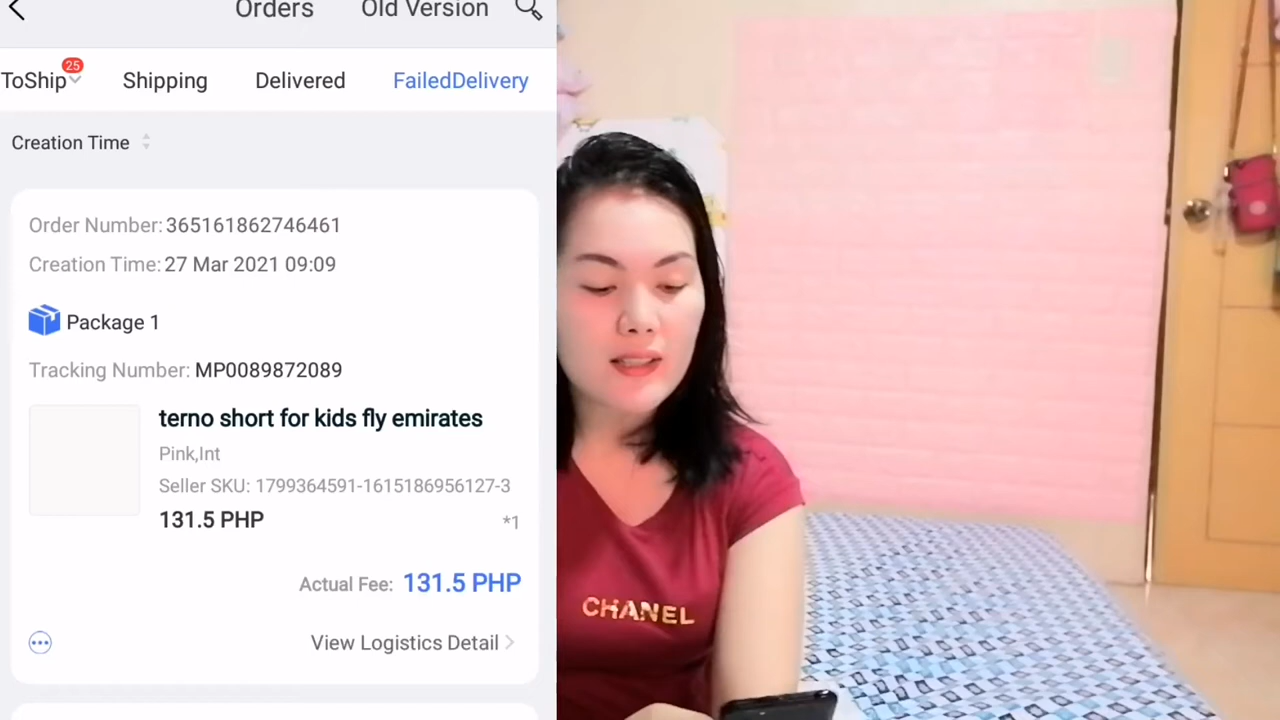 Orders
Old Version
ToShip
25
Shipping
Delivered
FailedDelivery
Creation Time
Order Number: 365161862746461
Creation Time: 27 Mar 2021 09:09
Package 1
Tracking Number: MP0089872089
terno short for kids fly emirates
Pink,Int
Seller SKU: 1799364591-1615186956127-3
131.5 PHP
*1
Actual Fee: 131.5 PHP
View Logistics Detail
CHANEL